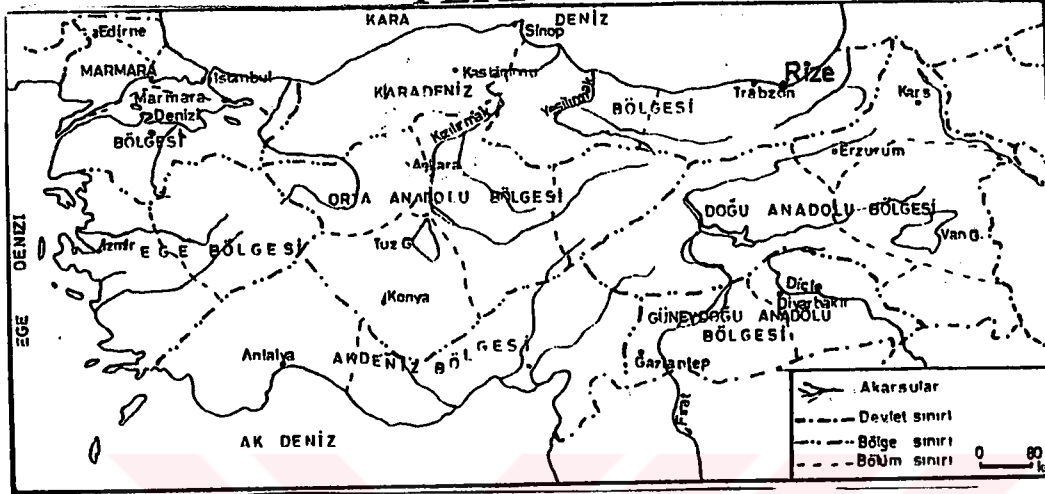 KARA DENİZ
Edirne
Sinop
MARMARA
İstanbul
Kastamonu
Rize
KARADENİZ
Marmara
Denizi
Trabzon
Kars
Yeşilırmak
BÖLGESİ
BÖLGESİ
Kızılırmak
Erzurum
Ankara
ORTA ANADOLU BÖLGESİ
DOĞU ANADOLU BÖLGESİ
EGE DENİZİ
İzmir
EGE BÖLGESİ
Tuz G.
Van G.
Dicle
Konya
Diyarbakır
GÜNEYDOĞU ANADOLU
BÖLGESİ
Antalya
AKDENİZ BÖLGESİ
Gaziantep
Fırat
AK DENİZ
Akarsular
Devlet sınırı
Bölge sınırı
Bölüm sınırı
0 80